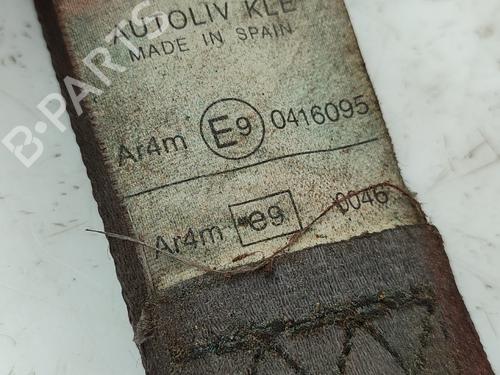 AUTOLIV KLE
MADE IN SPAIN
B-PARTS
Ar4m E9 0416095
Ar4m e9 0046